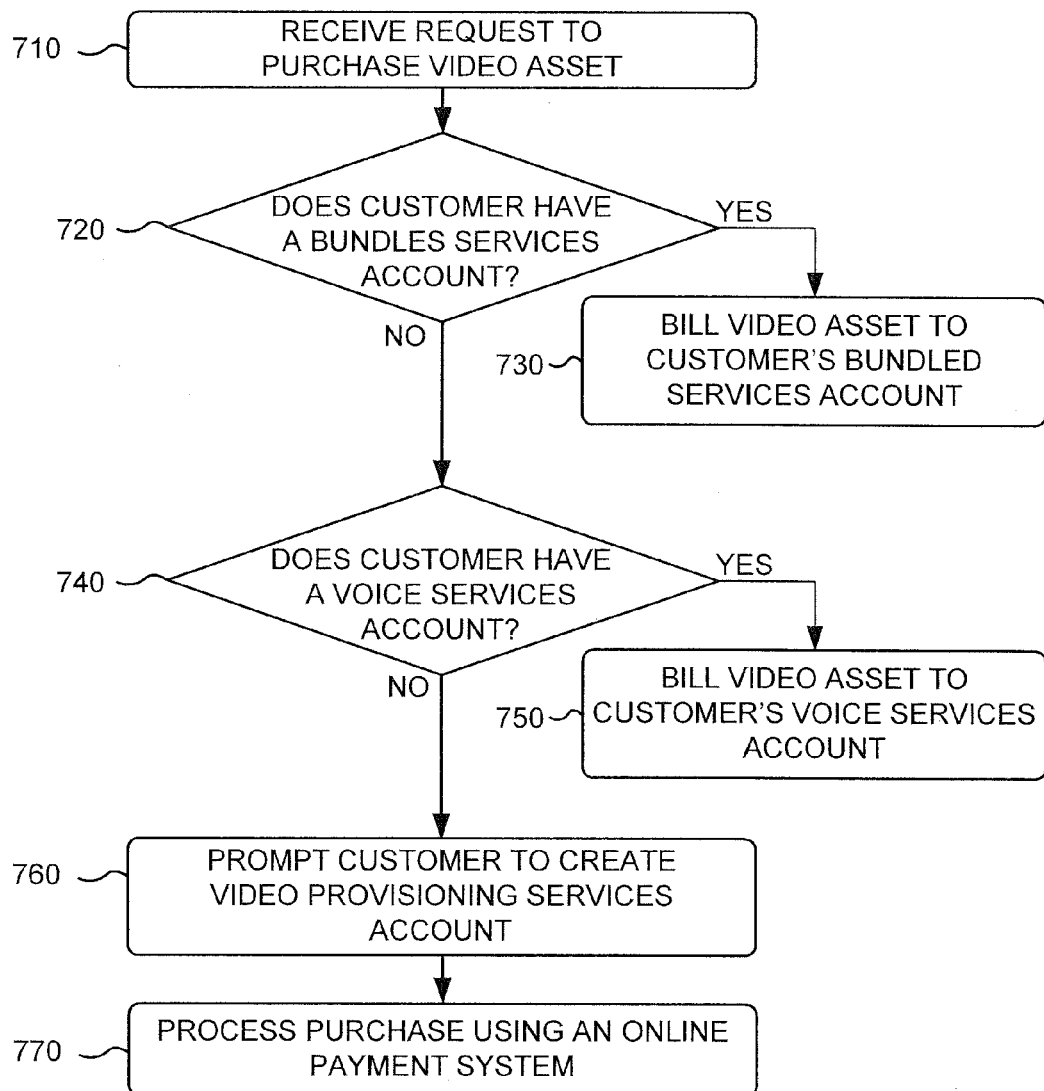 710
RECEIVE REQUEST TO
PURCHASE VIDEO ASSET
720
DOES CUSTOMER HAVE
A BUNDLES SERVICES
ACCOUNT?
YES
NO
730
BILL VIDEO ASSET TO
CUSTOMER'S BUNDLED
SERVICES ACCOUNT
740
DOES CUSTOMER HAVE
A VOICE SERVICES
ACCOUNT?
YES
NO
750
BILL VIDEO ASSET TO
CUSTOMER'S VOICE SERVICES
ACCOUNT
760
PROMPT CUSTOMER TO CREATE
VIDEO PROVISIONING SERVICES
ACCOUNT
770
PROCESS PURCHASE USING AN ONLINE
PAYMENT SYSTEM